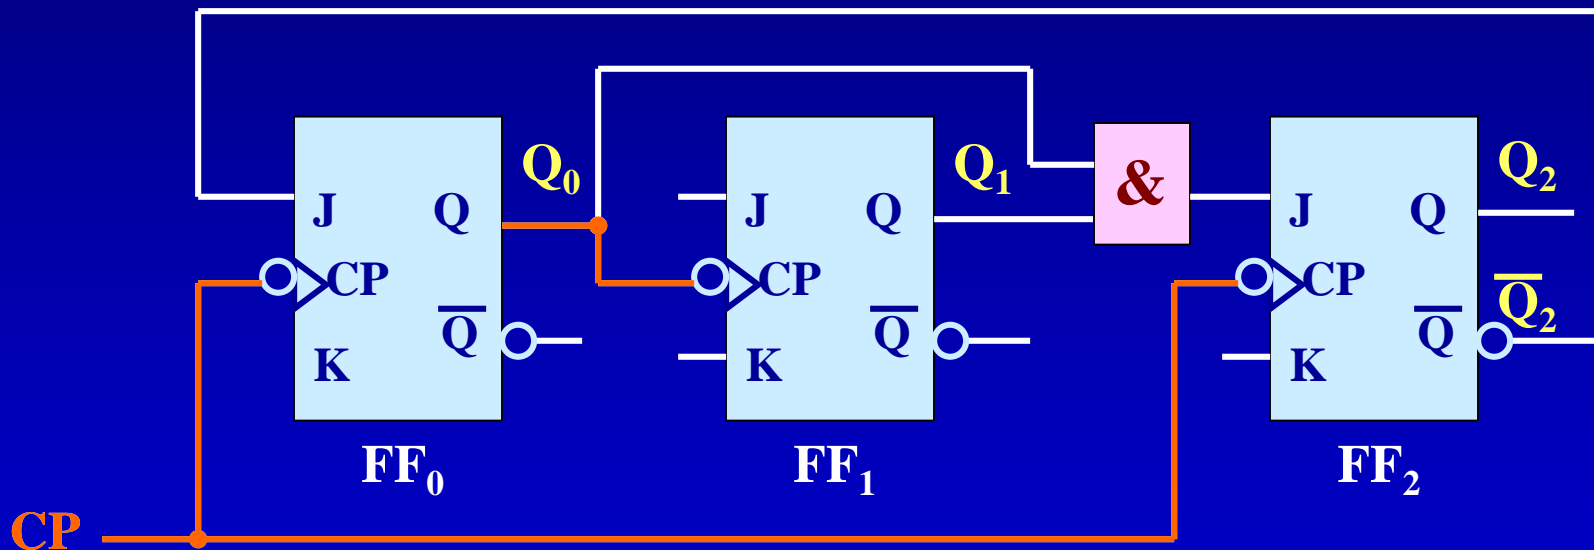 Q₀ Q₁ & Q₂
J Q J Q J Q
CP CP CP
Q̅ Q̅ Q̅ Q̅₂
K K K
FF₀ FF₁ FF₂
CP